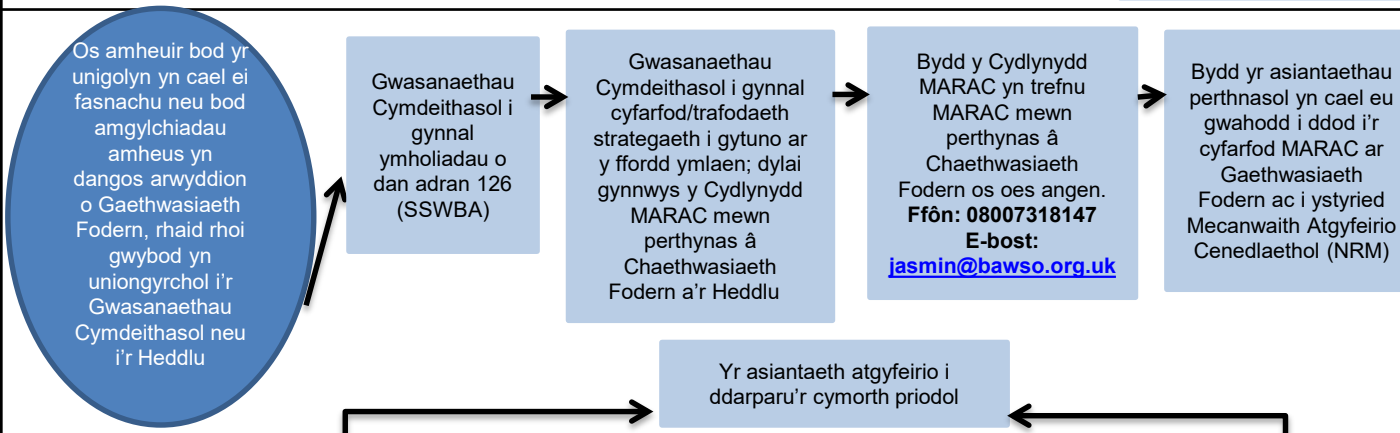 Os amheuir bod yr
unigolyn yn cael ei
fasnachu neu bod
amgylchiadau
amheus yn
dangos arwyddion
o Gaethwasiaeth
Fodern, rhaid rhoi
gwybod yn
uniongyrchol i'r
Gwasanaethau
Cymdeithasol neu
i'r Heddlu
Gwasanaethau
Cymdeithasol i
gynnal
ymholiadau o
dan adran 126
(SSWBA)
Gwasanaethau
Cymdeithasol i gynnal
cyfarfod/trafodaeth
strategaeth i gytuno ar
y ffordd ymlaen; dylai
gynnwys y Cydlynydd
MARAC mewn
perthynas â
Chaethwasiaeth
Fodern a'r Heddlu
Bydd y Cydlynydd
MARAC yn trefnu
MARAC mewn
perthynas â
Chaethwasiaeth
Fodern os oes angen.
Ffôn: 08007318147
E-bost:
jasmin@bawso.org.uk
Bydd yr asiantaethau
perthnasol yn cael eu
gwahodd i ddod i'r
cyfarfod MARAC ar
Gaethwasiaeth
Fodern ac i ystyried
Mecanwaith Atgyfeirio
Cenedlaethol (NRM)
Yr asiantaeth atgyfeirio i
ddarparu'r cymorth priodol